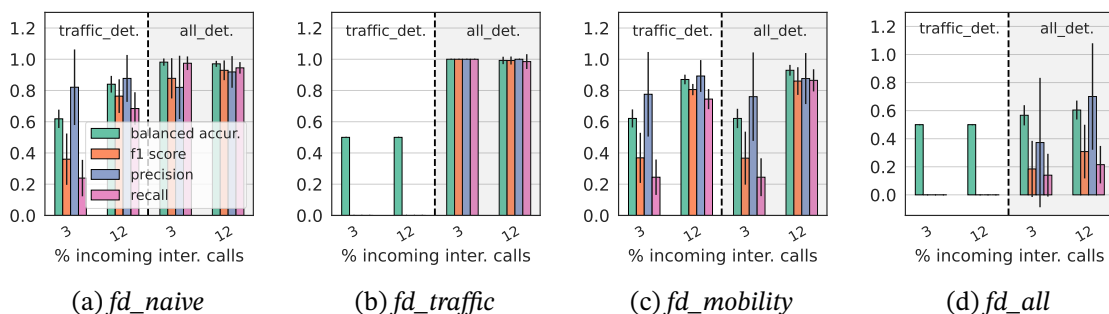 1.2
1.0
0.8
0.6
0.4
0.2
0.0
traffic_det.
all_det.
balanced accur.
f1 score
precision
recall
3
12
3
12
% incoming inter. calls
(a) fd_naive
1.2
1.0
0.8
0.6
0.4
0.2
0.0
traffic_det.
all_det.
3
12
3
12
% incoming inter. calls
(b) fd_traffic
1.2
1.0
0.8
0.6
0.4
0.2
0.0
traffic_det.
all_det.
3
12
3
12
% incoming inter. calls
(c) fd_mobility
1.2
1.0
0.8
0.6
0.4
0.2
0.0
traffic_det.
all_det.
3
12
3
12
% incoming inter. calls
(d) fd_all